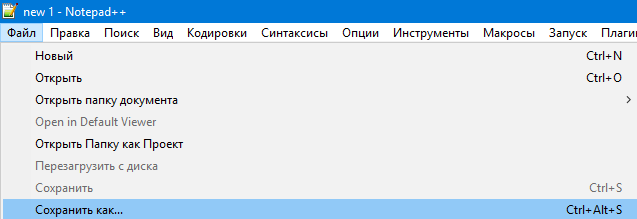 new 1 - Notepad++
Файл Правка Поиск Вид Кодировки Синтаксисы Опции Инструменты Макросы Запуск Плаги
Новый Ctrl+N
Открыть Ctrl+O
Открыть папку документа
Open in Default Viewer
Открыть Папку как Проект
Перезагрузить с диска
Сохранить Ctrl+S
Сохранить как... Ctrl+Alt+S